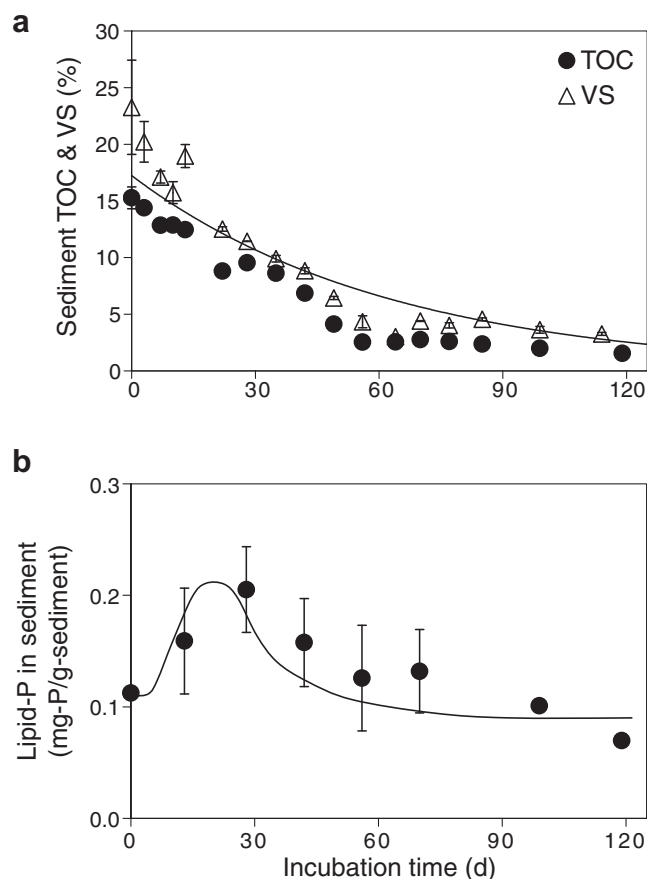 a
Sediment TOC & VS (%)
30
25
20
15
10
5
0
TOC
VS
0
30
60
90
120
b
Lipid-P in sediment
(mg-P/g-sediment)
0.3
0.2
0.1
0.0
0
30
60
90
120
Incubation time (d)